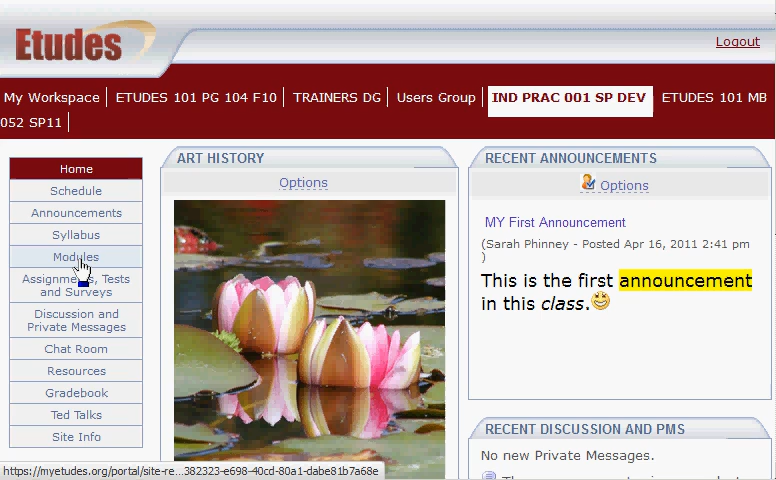 Etudes
Logout
My Workspace ETUDES 101 PG 104 F10 TRAINERS DG Users Group IND PRAC 001 SP DEV ETUDES 101 MB
052 SP11
Home
Schedule
Announcements
Syllabus
Modules
Assignments, Tests
and Surveys
Discussion and
Private Messages
Chat Room
Resources
Gradebook
Ted Talks
Site Info
ART HISTORY
Options
RECENT ANNOUNCEMENTS
Options
MY First Announcement
(Sarah Phinney - Posted Apr 16, 2011 2:41 pm
)
This is the first announcement
in this class.
RECENT DISCUSSION AND PMS
No new Private Messages.
https://myetudes.org/portal/site-re...382323-e698-40cd-80a1-dabe81b7a68e